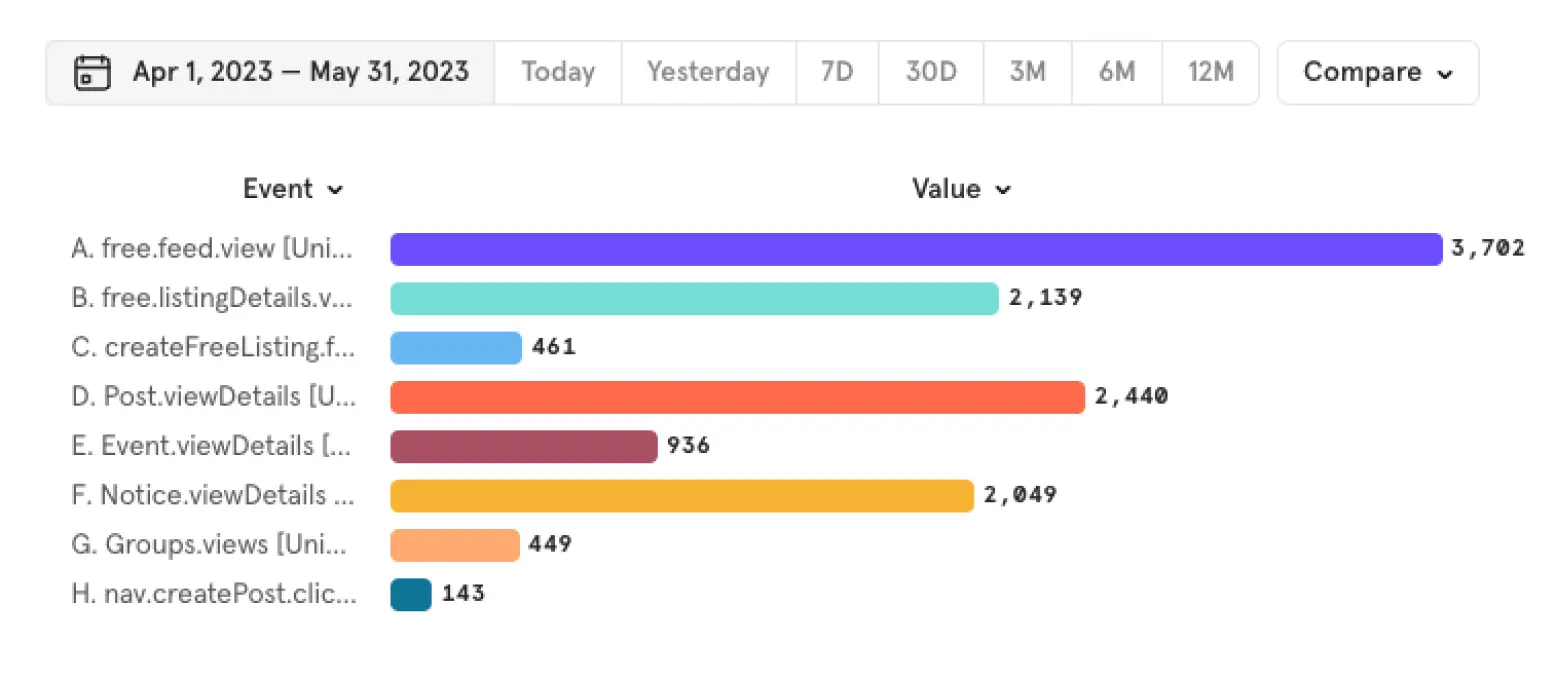 Apr 1, 2023 — May 31, 2023 Today Yesterday 7D 30D 3M 6M 12M Compare
Event Value
A. free.feed.view [Uni... 3,702
B. free.listingDetails.v... 2,139
C. createFreeListing.f... 461
D. Post.viewDetails [U... 2,440
E. Event.viewDetails [... 936
F. Notice.viewDetails ... 2,049
G. Groups.views [Uni... 449
H. nav.createPost.clic... 143